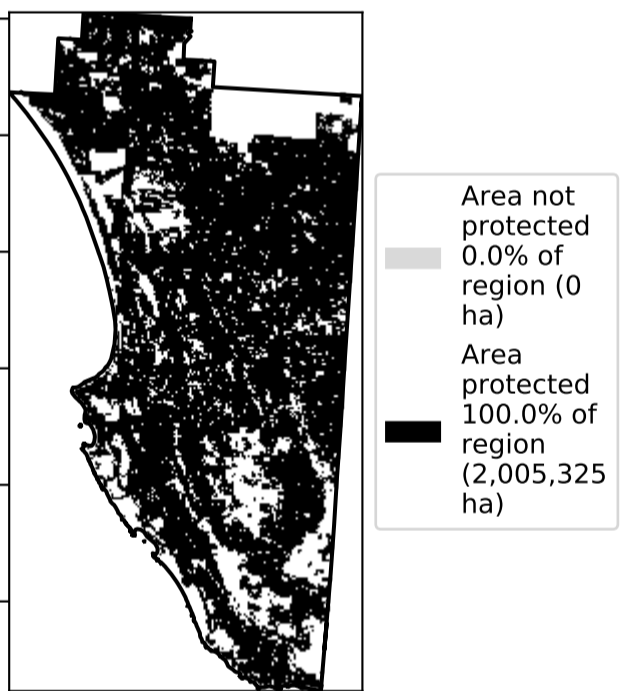 Area not
protected
0.0% of
region (0
ha)
Area
protected
100.0% of
region
(2,005,325
ha)